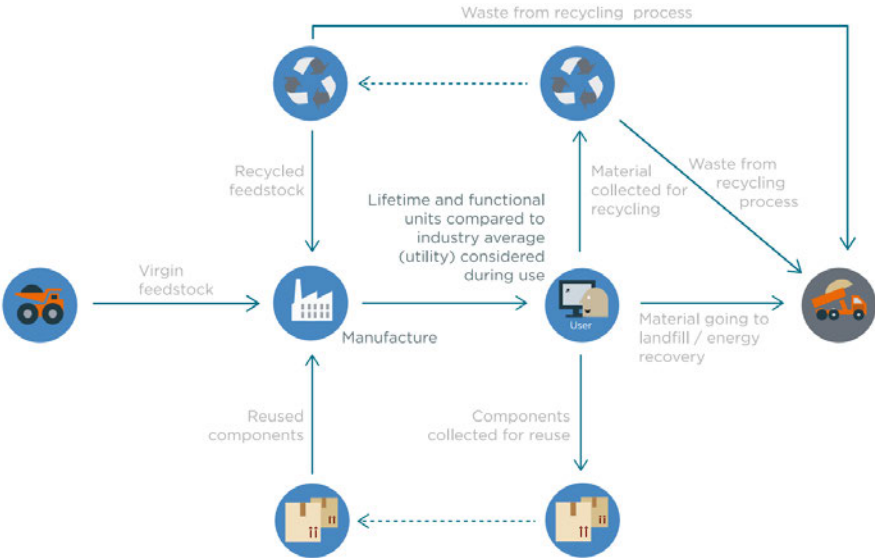 Waste from recycling process
Recycled
feedstock
Material
collected for
recycling
Waste from
recycling
process
Lifetime and functional
units compared to
industry average
(utility) considered
during use
Virgin
feedstock
Manufacture
User
Material going to
landfill / energy
recovery
Reused
components
Components
collected for reuse